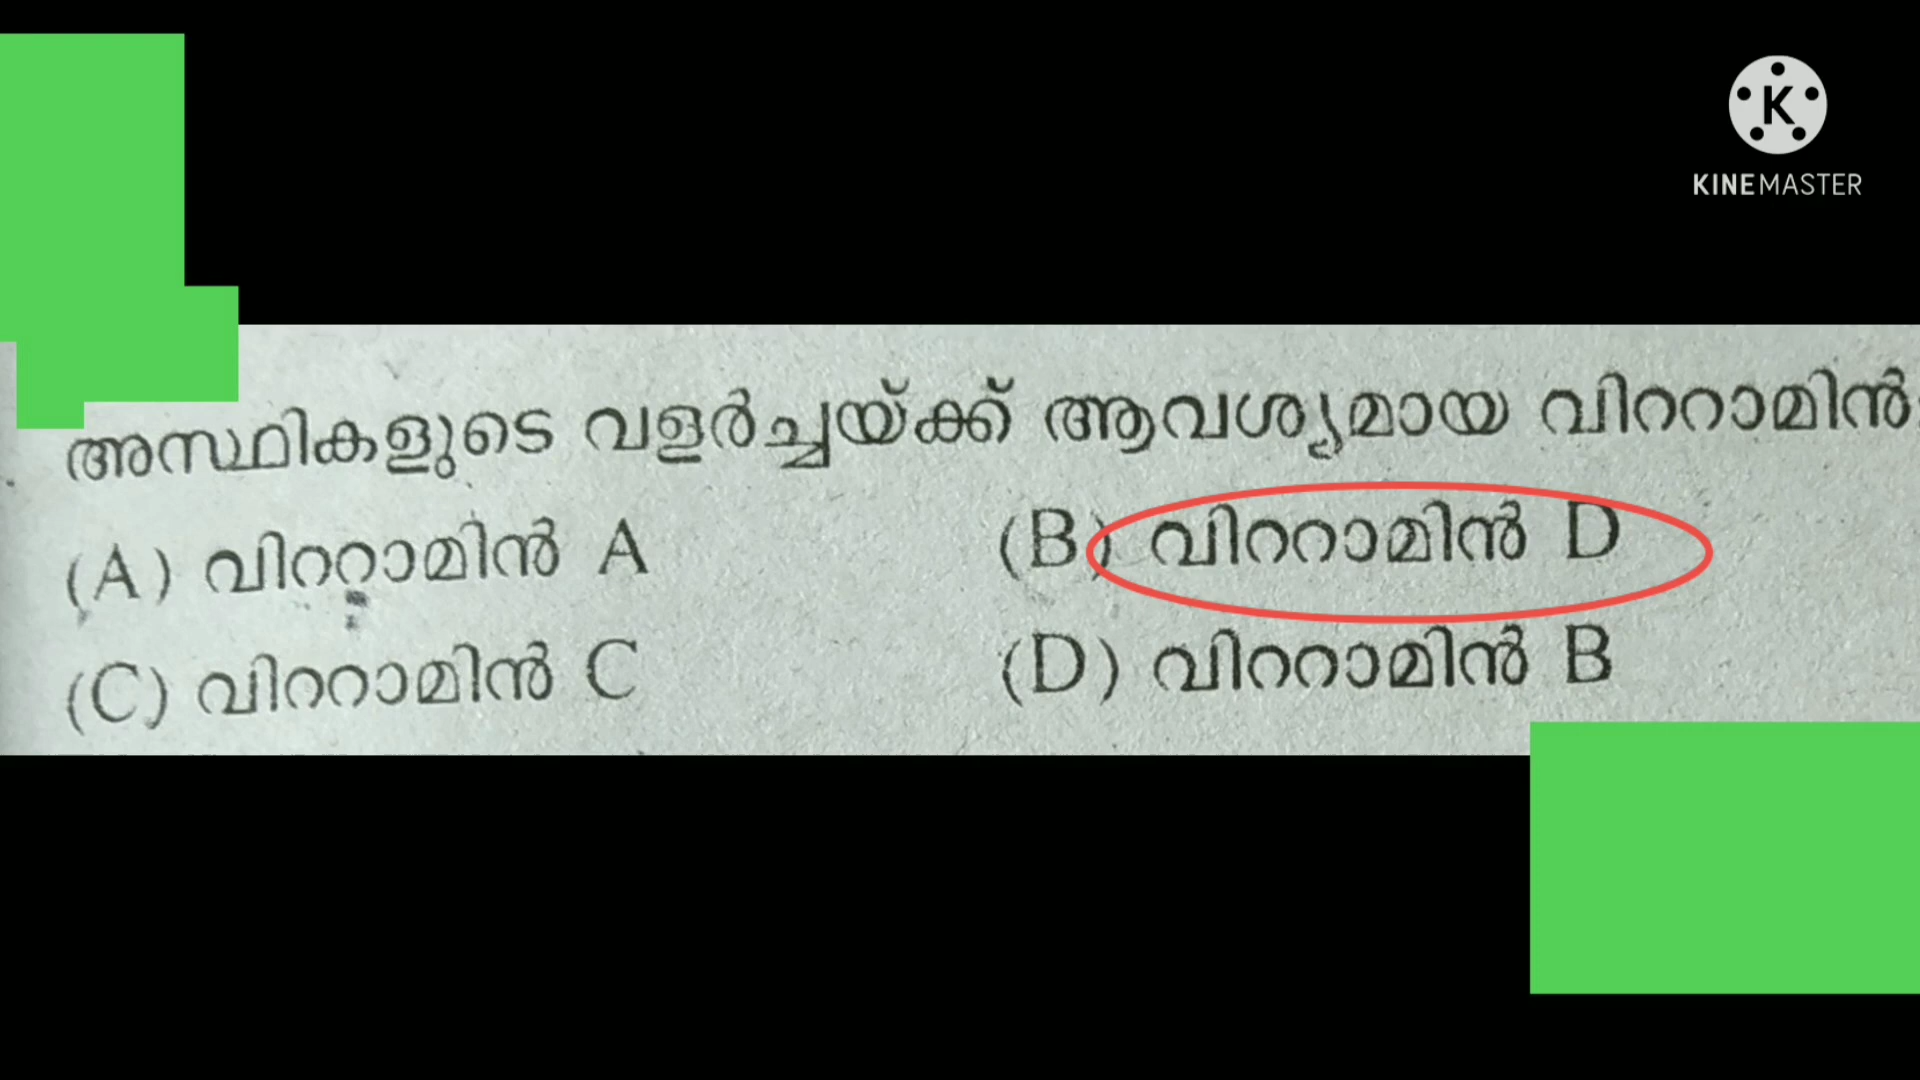 K
KINEMASTER
അസ്ഥികളുടെ വളർച്ചയ്ക്ക് ആവശ്യമായ വിററാമിൻ
(A) വിററാമിൻ A (B) വിററാമിൻ D
(C) വിററാമിൻ C (D) വിററാമിൻ B